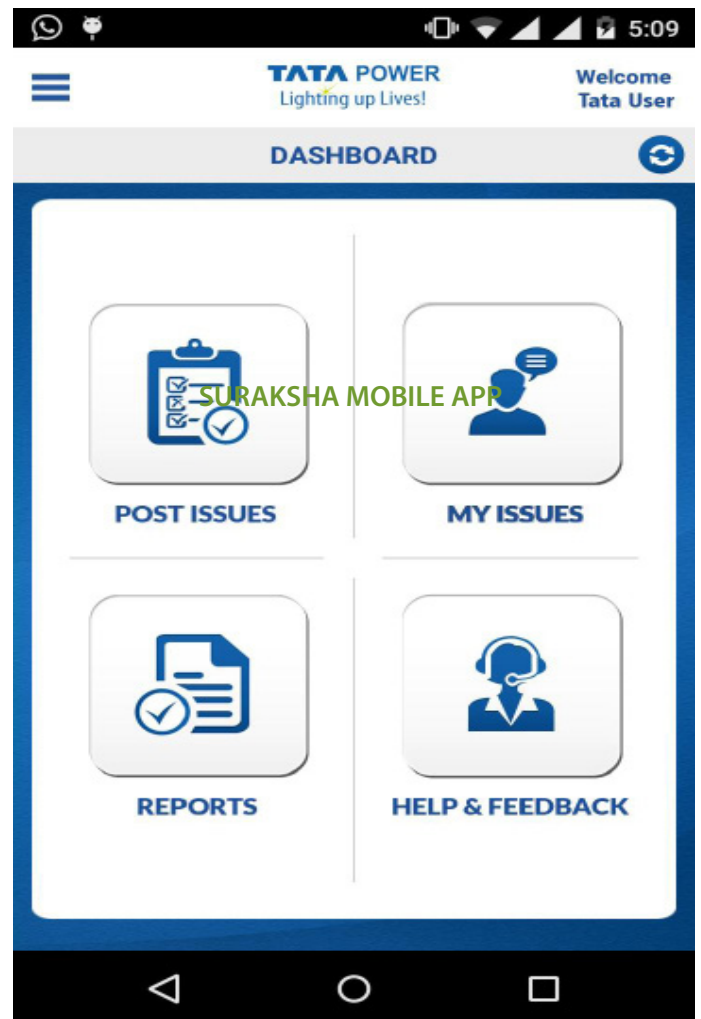 5:09
TATA POWER
Lighting up Lives!
Welcome
Tata User
DASHBOARD
SURAKSHA MOBILE APP
POST ISSUES
MY ISSUES
REPORTS
HELP & FEEDBACK